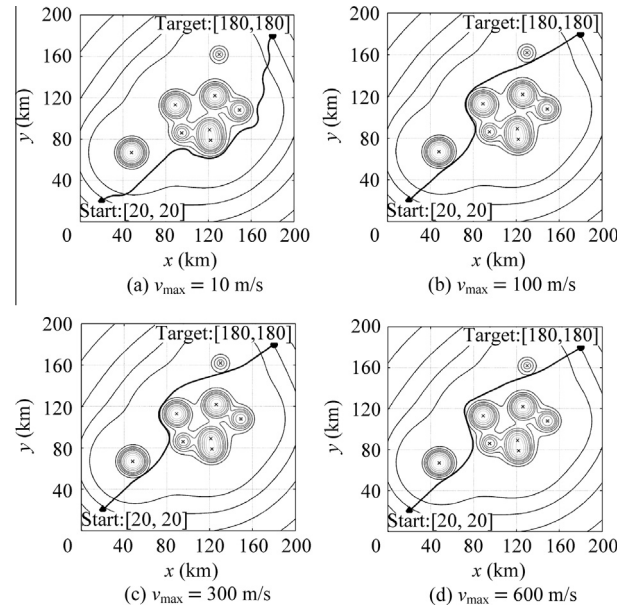 200
160
120
80
40
0
y (km)
Target:[180,180]
Start:[20, 20]
40 80 120 160 200
x (km)
(a) vmax = 10 m/s
200
160
120
80
40
0
y (km)
Target:[180,180]
Start:[20, 20]
40 80 120 160 200
x (km)
(b) vmax = 100 m/s
200
160
120
80
40
0
y (km)
Target:[180,180]
Start:[20, 20]
40 80 120 160 200
x (km)
(c) vmax = 300 m/s
200
160
120
80
40
0
y (km)
Target:[180,180]
Start:[20, 20]
40 80 120 160 200
x (km)
(d) vmax = 600 m/s